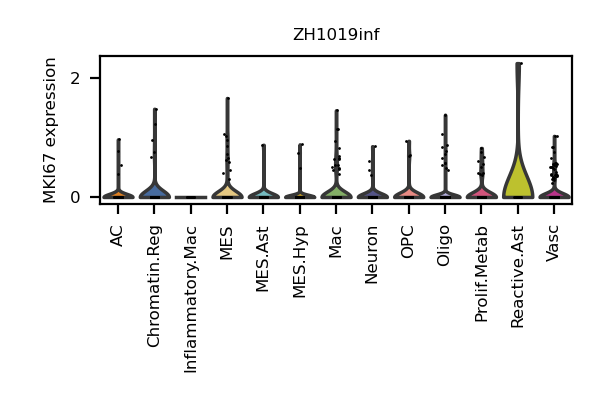 ZH1019inf
MKI67 expression
2
0
AC
Chromatin.Reg
Inflammatory.Mac
MES
MES.Ast
MES.Hyp
Mac
Neuron
OPC
Oligo
Prolif.Metab
Reactive.Ast
Vasc